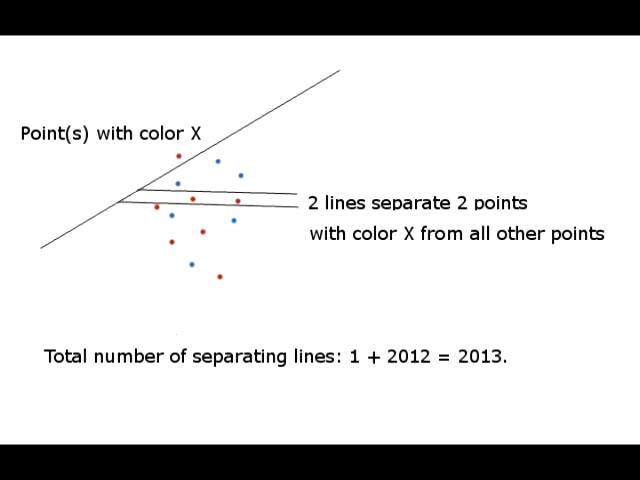 Point(s) with color X
2 lines separate 2 points
with color X from all other points
Total number of separating lines: 1 + 2012 = 2013.